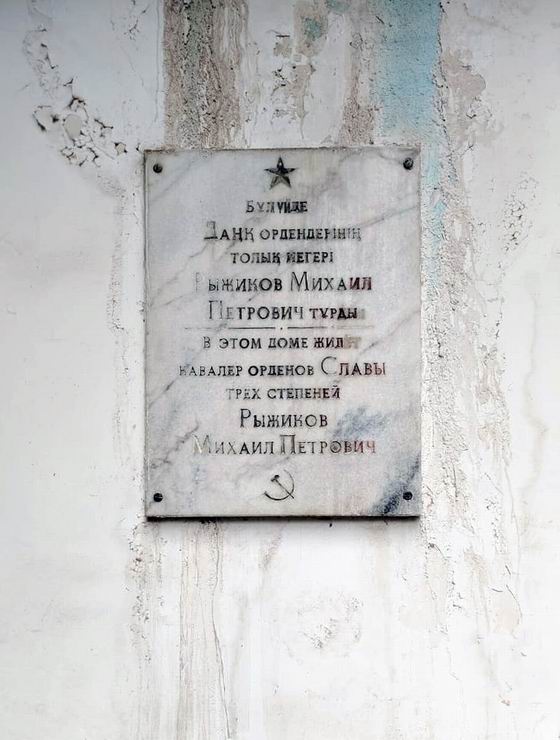 Бұл үйде
Даңқ ордендерінің
толық иегері
Рыжиков Михаил
Петрович тұрды
В этом доме жил
кавалер орденов Славы
трех степеней
Рыжиков
Михаил Петрович